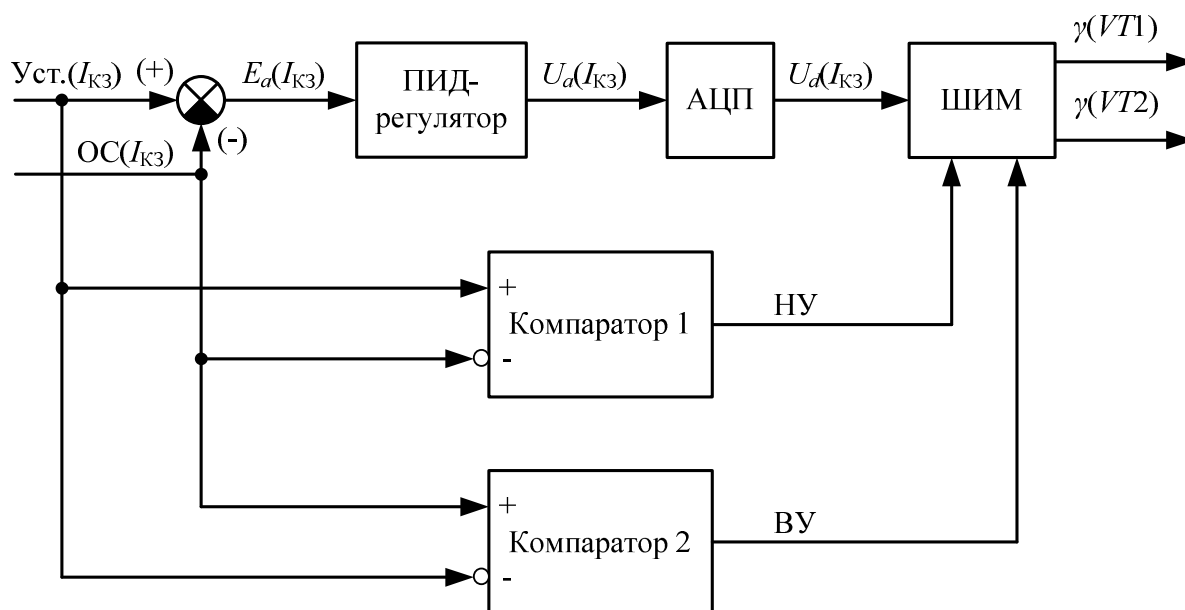 Уст.(IКЗ)
(+)
Ea(IКЗ)
ПИД-
регулятор
Ua(IКЗ)
АЦП
Ud(IКЗ)
ШИМ
γ(VT1)
γ(VT2)
(-)
ОС(IКЗ)
+
Компаратор 1
-
НУ
+
Компаратор 2
-
ВУ